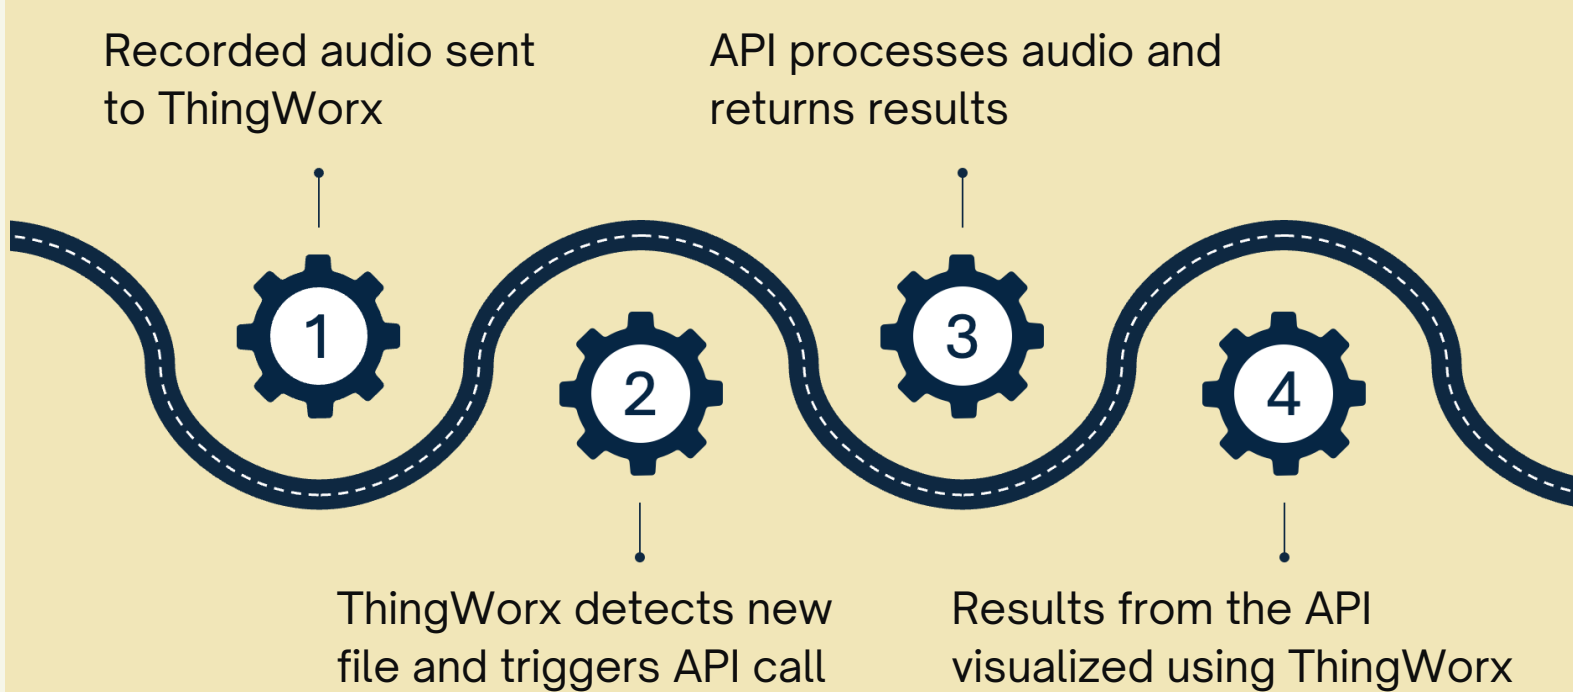 Recorded audio sent
to ThingWorx
API processes audio and
returns results
1
2
3
4
ThingWorx detects new
file and triggers API call
Results from the API
visualized using ThingWorx